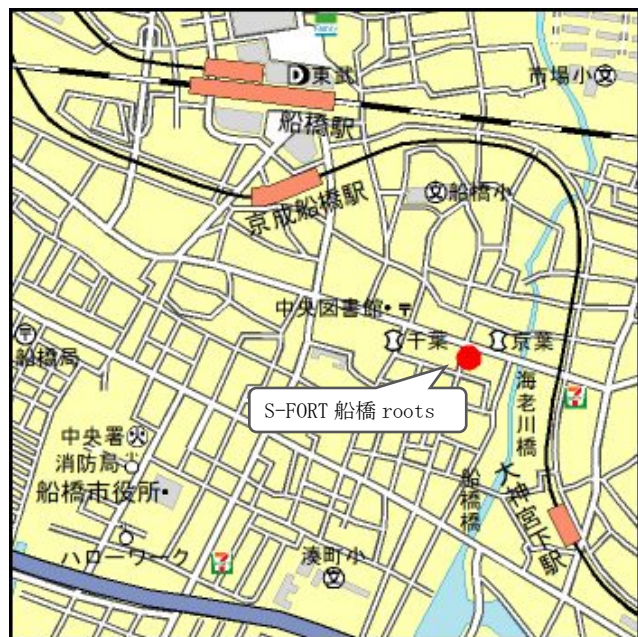 Family
東武
市場小
船橋駅
船橋小
京成船橋駅
中央図書館
千葉
京葉
船橋局
S-FORT 船橋 roots
海老川橋
7
中央署
消防局
船橋市役所
船橋橋
大神宮下駅
ハローワーク
7
湊町小